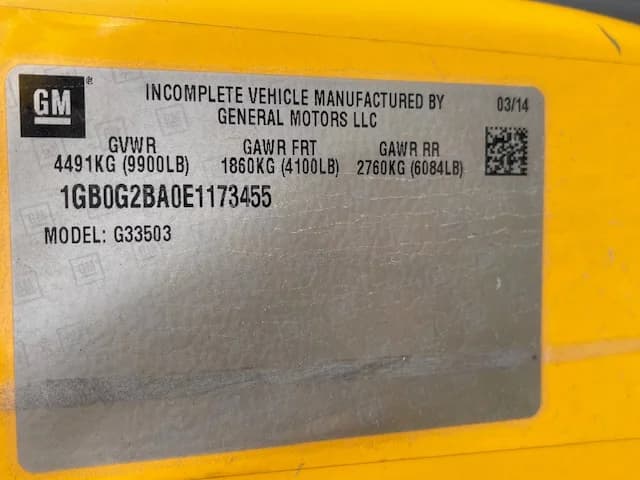 GM®
INCOMPLETE VEHICLE MANUFACTURED BY
GENERAL MOTORS LLC
03/14
GVWR GAWR FRT GAWR RR
4491KG (9900LB) 1860KG (4100LB) 2760KG (6084LB)
1GB0G2BA0E1173455
MODEL: G33503